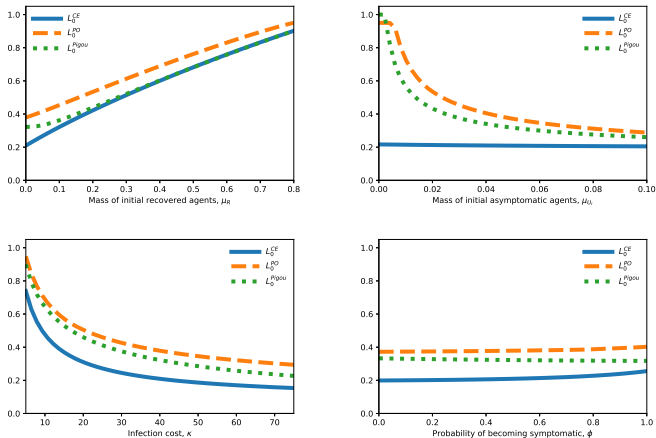 1.0
0.8
0.6
0.4
0.2
0.0
L_0^{CE}
L_0^{PO}
L_0^{Pigou}
0.0 0.1 0.2 0.3 0.4 0.5 0.6 0.7 0.8
Mass of initial recovered agents, μ_R
1.0
0.8
0.6
0.4
0.2
0.0
L_0^{CE}
L_0^{PO}
L_0^{Pigou}
0.00 0.02 0.04 0.06 0.08 0.10
Mass of initial asymptomatic agents, μ_{U_I}
1.0
0.8
0.6
0.4
0.2
0.0
L_0^{CE}
L_0^{PO}
L_0^{Pigou}
10 20 30 40 50 60 70
Infection cost, κ
1.0
0.8
0.6
0.4
0.2
0.0
L_0^{CE}
L_0^{PO}
L_0^{Pigou}
0.0 0.2 0.4 0.6 0.8 1.0
Probability of becoming symptomatic, ϕ